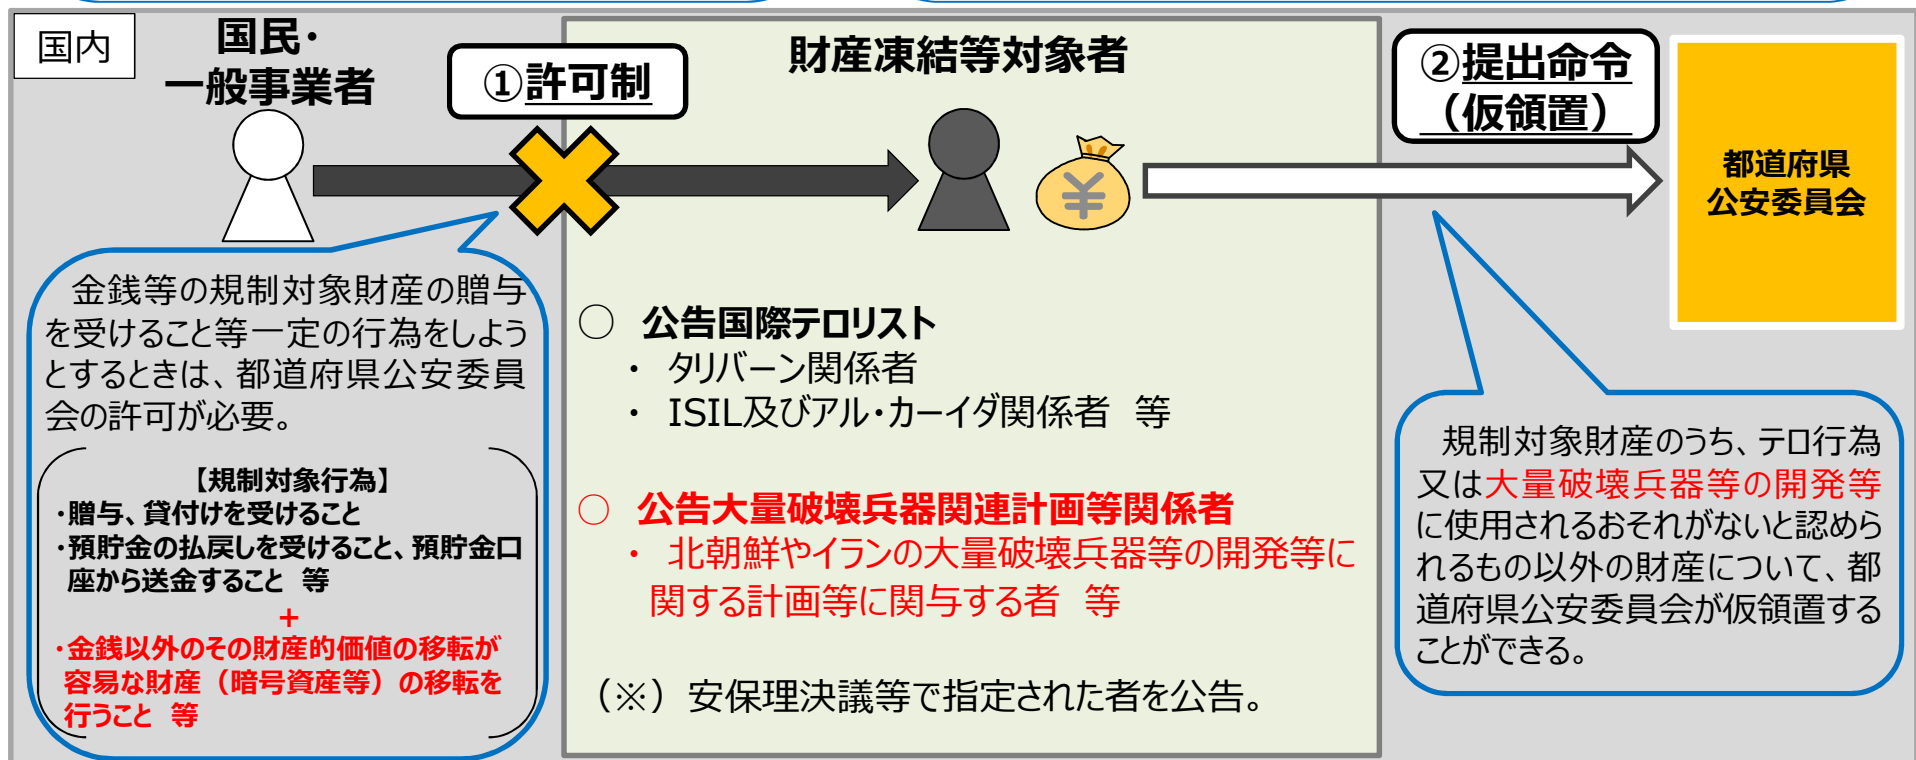 国内
国民・
一般事業者
①許可制
財産凍結等対象者
②提出命令
（仮領置）
都道府県
公安委員会
金銭等の規制対象財産の贈与
を受けること等一定の行為をしよう
とするときは、都道府県公安委員
会の許可が必要。
【規制対象行為】
・贈与、貸付けを受けること
・預貯金の払戻しを受けること、預貯金口
座から送金すること 等
+
・金銭以外のその財産的価値の移転が
容易な財産（暗号資産等）の移転を
行うこと 等
○ 公告国際テロリスト
・ タリバーン関係者
・ ISIL及びアル・カーイダ関係者 等
○ 公告大量破壊兵器関連計画等関係者
・ 北朝鮮やイランの大量破壊兵器等の開発等に
関する計画等に関与する者 等
（※）安保理決議等で指定された者を公告。
規制対象財産のうち、テロ行為
又は大量破壊兵器等の開発等
に使用されるおそれがないと認めら
れるもの以外の財産について、都
道府県公安委員会が仮領置する
ことができる。
¥